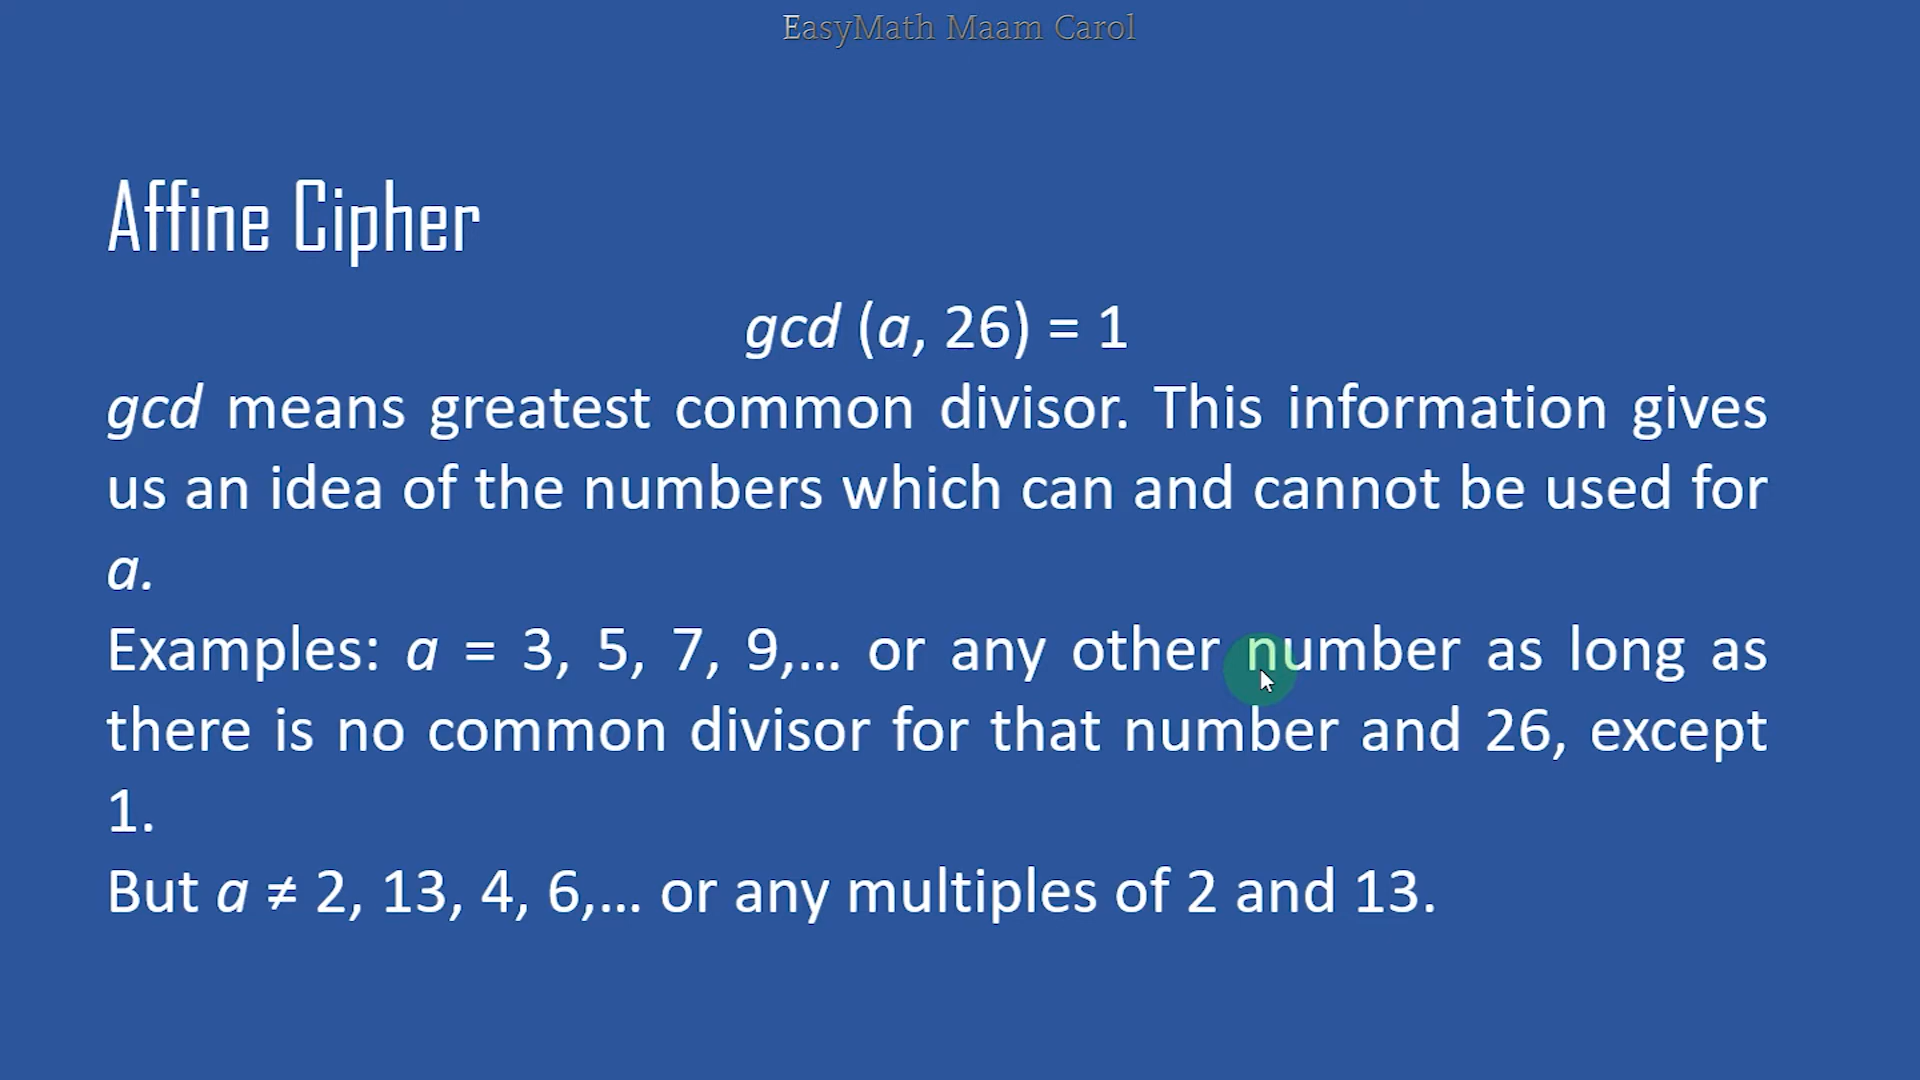 EasyMath Maam Carol
Affine Cipher
gcd (a, 26) = 1
gcd means greatest common divisor. This information gives
us an idea of the numbers which can and cannot be used for
a.
Examples: a = 3, 5, 7, 9,... or any other number as long as
there is no common divisor for that number and 26, except
1.
But a ≠ 2, 13, 4, 6,... or any multiples of 2 and 13.